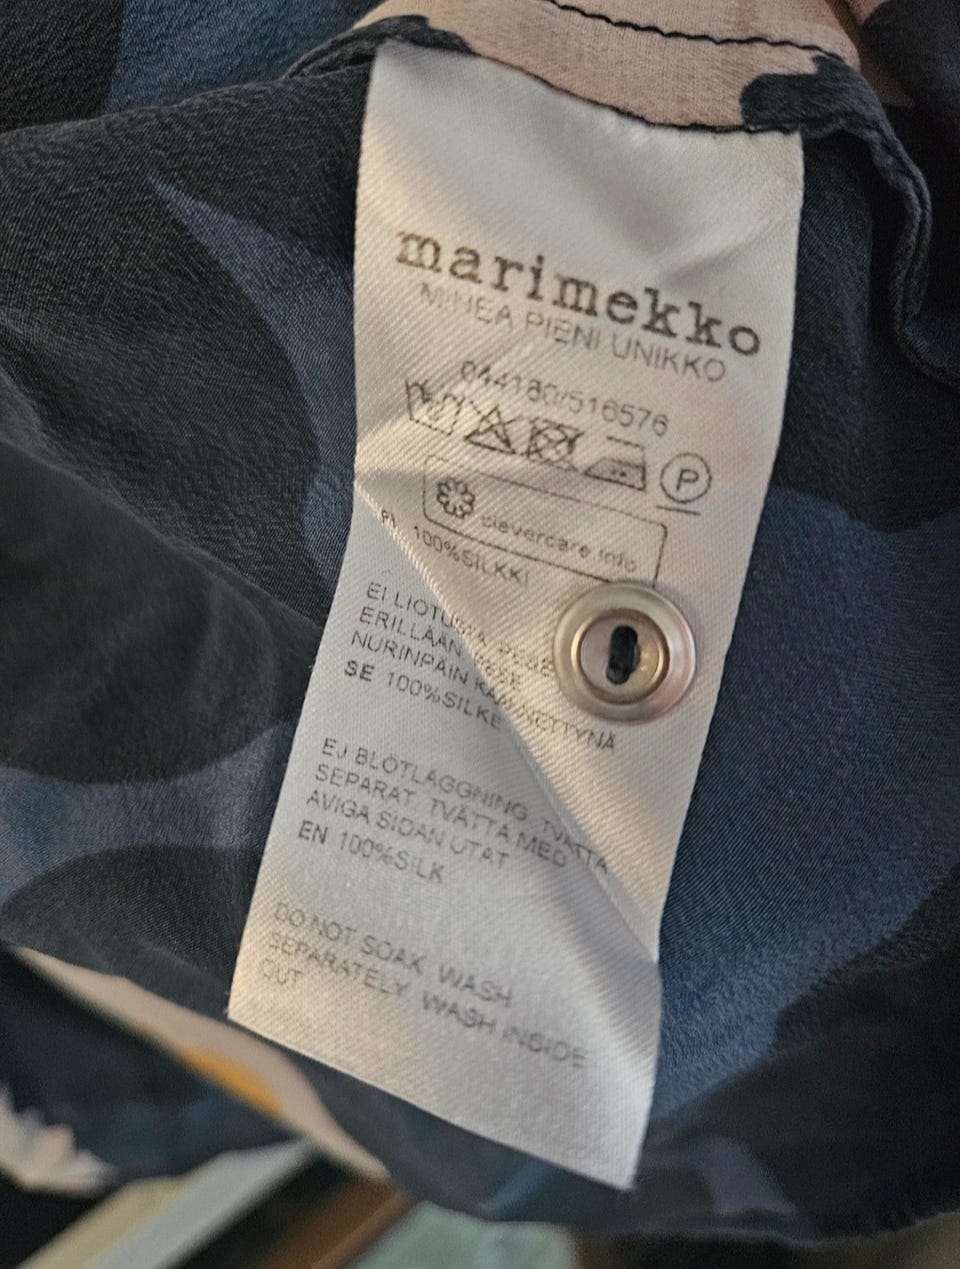 marimekko
MINEA PIENI UNIKKO
044180/516576
P
clevercare.info
FI 100%SILKKI
EI LIOTUSTA
ERILLÄÄN PESE
NURINPÄIN KÄÄNNETTYNÄ
SE 100%SILKE
EJ BLÖTLÄGGNING TVÄTTA
SEPARAT TVÄTTA MED
AVIGA SIDAN UTÅT
EN 100%SILK
DO NOT SOAK WASH
SEPARATELY WASH INSIDE
OUT